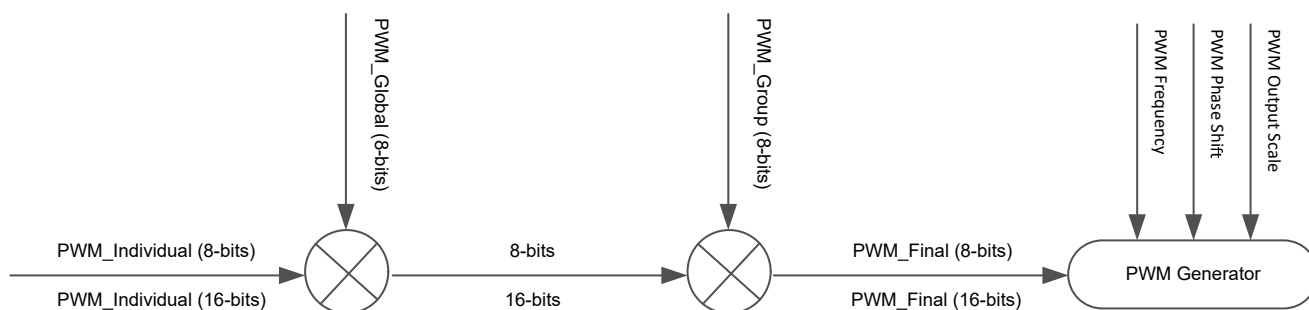 PWM_Global (8-bits)
PWM_Group (8-bits)
PWM Frequency
PWM Phase Shift
PWM Output Scale
PWM_Individual (8-bits)
8-bits
PWM_Final (8-bits)
PWM Generator
PWM_Individual (16-bits)
16-bits
PWM_Final (16-bits)